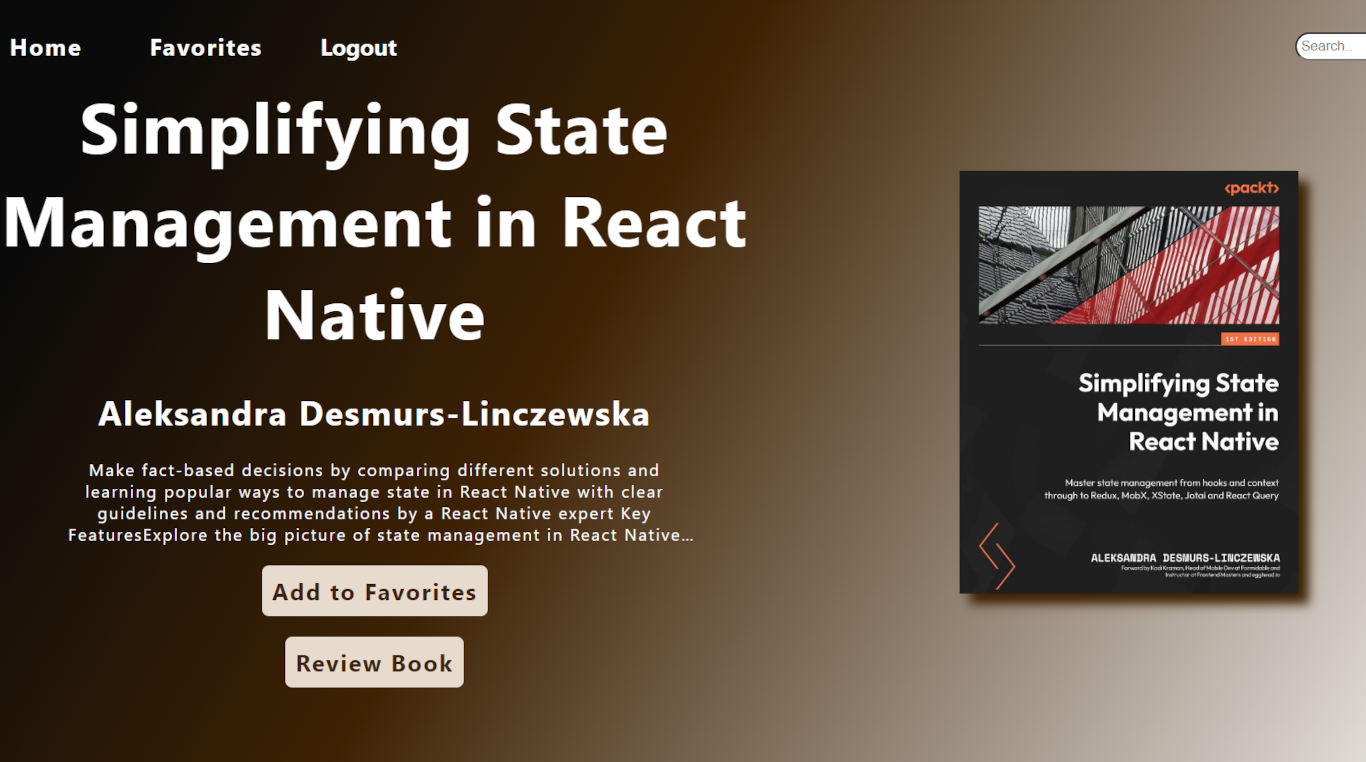 Home Favorites Logout Search..
Simplifying State
Management in React
Native
Aleksandra Desmurs-Linczewska
Make fact-based decisions by comparing different solutions and
learning popular ways to manage state in React Native with clear
guidelines and recommendations by a React Native expert Key
FeaturesExplore the big picture of state management in React Native...
Add to Favorites
Review Book
<packt>
1ST EDITION
Simplifying State
Management in
React Native
Master state management from hooks and context
through to Redux, MobX, XState, Jotai and React Query
ALEKSANDRA DESMURS-LINCZEWSKA
Forword by Kadi Kraman, Head of Mobile Dev at Formidable and
Instructor at Frontend Masters and egghead.io